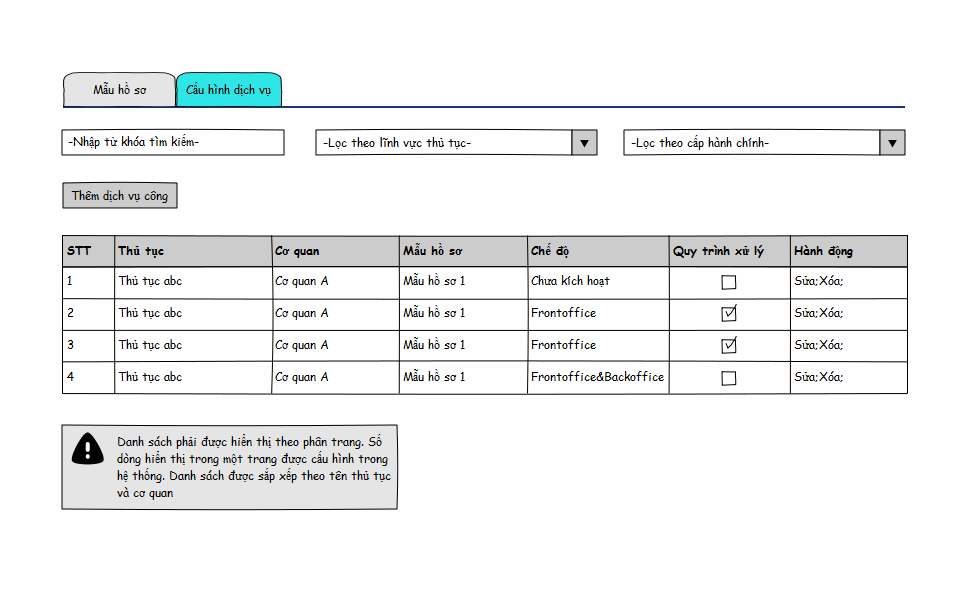 Mẫu hồ sơ Cấu hình dịch vụ
-Nhập từ khóa tìm kiếm- -Lọc theo lĩnh vực thủ tục- -Lọc theo cấp hành chính-
Thêm dịch vụ công
STT Thủ tục Cơ quan Mẫu hồ sơ Chế độ Quy trình xử lý Hành động
1 Thủ tục abc Cơ quan A Mẫu hồ sơ 1 Chưa kích hoạt Sửa;Xóa;
2 Thủ tục abc Cơ quan A Mẫu hồ sơ 1 Frontoffice Sửa;Xóa;
3 Thủ tục abc Cơ quan A Mẫu hồ sơ 1 Frontoffice Sửa;Xóa;
4 Thủ tục abc Cơ quan A Mẫu hồ sơ 1 Frontoffice&Backoffice Sửa;Xóa;
Danh sách phải được hiển thị theo phân trang. Số
dòng hiển thị trong một trang được cấu hình trong
hệ thống. Danh sách được sắp xếp theo tên thủ tục
và cơ quan